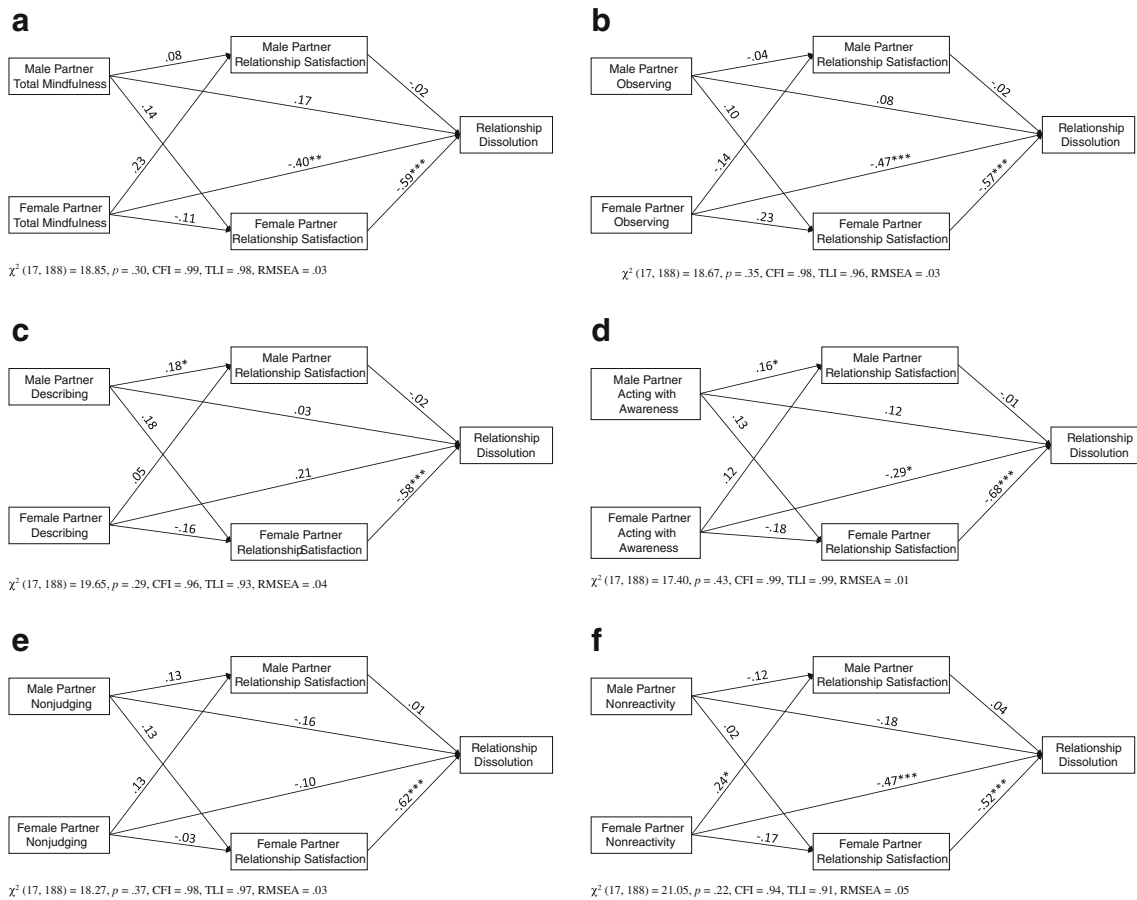 a
Male Partner
Total Mindfulness
Female Partner
Total Mindfulness
Male Partner
Relationship Satisfaction
Female Partner
Relationship Satisfaction
Relationship
Dissolution
.08
.17
.14
.23
-.40**
-.11
-.02
-.59***
χ² (17, 188) = 18.85, p = .30, CFI = .99, TLI = .98, RMSEA = .03
b
Male Partner
Observing
Female Partner
Observing
Male Partner
Relationship Satisfaction
Female Partner
Relationship Satisfaction
Relationship
Dissolution
-.04
.08
.10
-.14
-.47***
.23
-.02
-.57***
χ² (17, 188) = 18.67, p = .35, CFI = .98, TLI = .96, RMSEA = .03
c
Male Partner
Describing
Female Partner
Describing
Male Partner
Relationship Satisfaction
Female Partner
RelationshipSatisfaction
Relationship
Dissolution
.18*
.03
.18
.05
.21
-.16
-.02
-.58***
χ² (17, 188) = 19.65, p = .29, CFI = .96, TLI = .93, RMSEA = .04
d
Male Partner
Acting with
Awareness
Female Partner
Acting with
Awareness
Male Partner
Relationship Satisfaction
Female Partner
Relationship Satisfaction
Relationship
Dissolution
.16*
.12
.13
.12
-.29*
-.18
-.01
-.68***
χ² (17, 188) = 17.40, p = .43, CFI = .99, TLI = .99, RMSEA = .01
e
Male Partner
Nonjudging
Female Partner
Nonjudging
Male Partner
Relationship Satisfaction
Female Partner
Relationship Satisfaction
Relationship
Dissolution
.13
-.16
.13
.13
-.10
-.03
.01
-.62***
χ² (17, 188) = 18.27, p = .37, CFI = .98, TLI = .97, RMSEA = .03
f
Male Partner
Nonreactivity
Female Partner
Nonreactivity
Male Partner
Relationship Satisfaction
Female Partner
Relationship Satisfaction
Relationship
Dissolution
-.12
-.18
.02
.24*
-.47***
-.17
.04
-.52***
χ² (17, 188) = 21.05, p = .22, CFI = .94, TLI = .91, RMSEA = .05